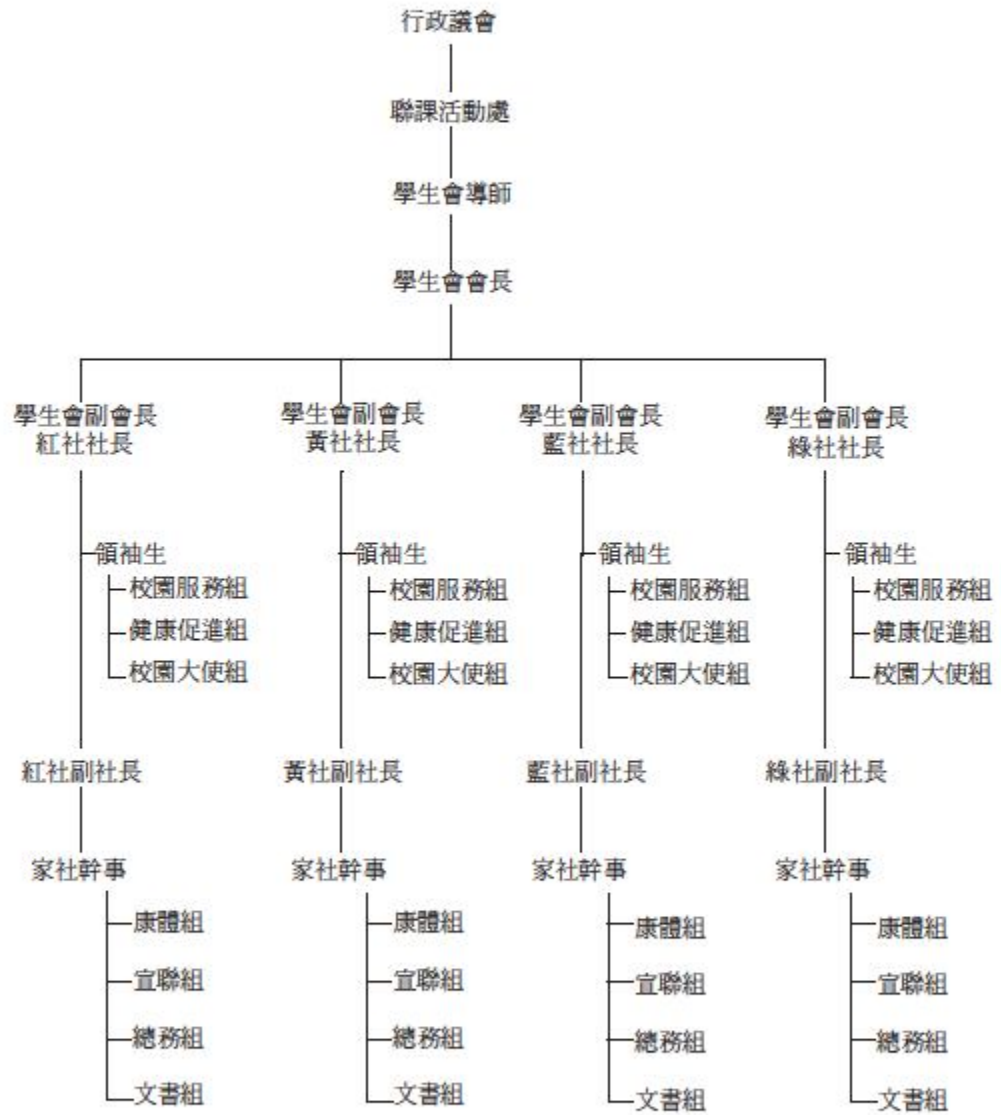 行政議會
聯課活動處
學生會導師
學生會會長
學生會副會長
紅社社長
學生會副會長
黃社社長
學生會副會長
藍社社長
學生會副會長
綠社社長
領袖生
校園服務組
健康促進組
校園大使組
領袖生
校園服務組
健康促進組
校園大使組
領袖生
校園服務組
健康促進組
校園大使組
領袖生
校園服務組
健康促進組
校園大使組
紅社副社長
黃社副社長
藍社副社長
綠社副社長
家社幹事
康體組
宣聯組
總務組
文書組
家社幹事
康體組
宣聯組
總務組
文書組
家社幹事
康體組
宣聯組
總務組
文書組
家社幹事
康體組
宣聯組
總務組
文書組